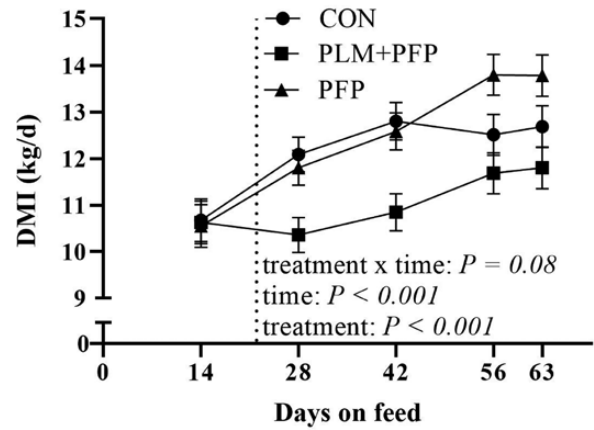 15
14
13
12
11
10
9
0
DMI (kg/d)
CON
PLM+PFP
PFP
treatment x time: P = 0.08
time: P < 0.001
treatment: P < 0.001
0 14 28 42 56 63
Days on feed